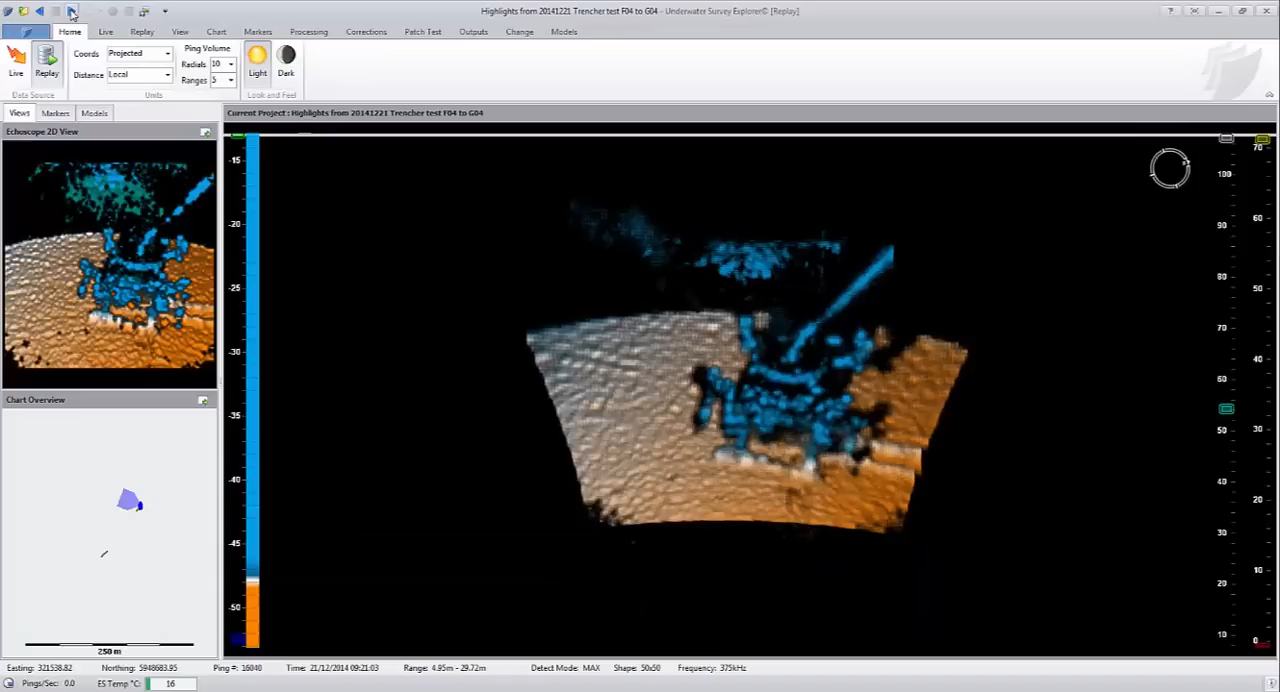 Highlights from 20141221 Trencher test F04 to G04 - Underwater Survey Explorer© [Replay]
Home Live Replay View Chart Markers Processing Corrections Patch Test Outputs Change Models
Live Replay
Coords Projected
Distance Local
Ping Volume
Radials 10
Ranges 5
Light Dark
Data Source Units Look and Feel
Views Markers Models
Current Project : Highlights from 20141221 Trencher test F04 to G04
Echoscope 2D View
Chart Overview
250 m
-15
-20
-25
-30
-35
-40
-45
-50
100
90
80
70
60
50
40
30
20
10
70
60
50
40
30
20
10
0
Easting: 321538.82 Northing: 5948683.95 Ping #: 16040 Time: 21/12/2014 09:21:03 Range: 4.95m - 29.72m Detect Mode: MAX Shape: 50x50 Frequency: 375kHz
Pings/Sec: 0.0 ES Temp °C: 16